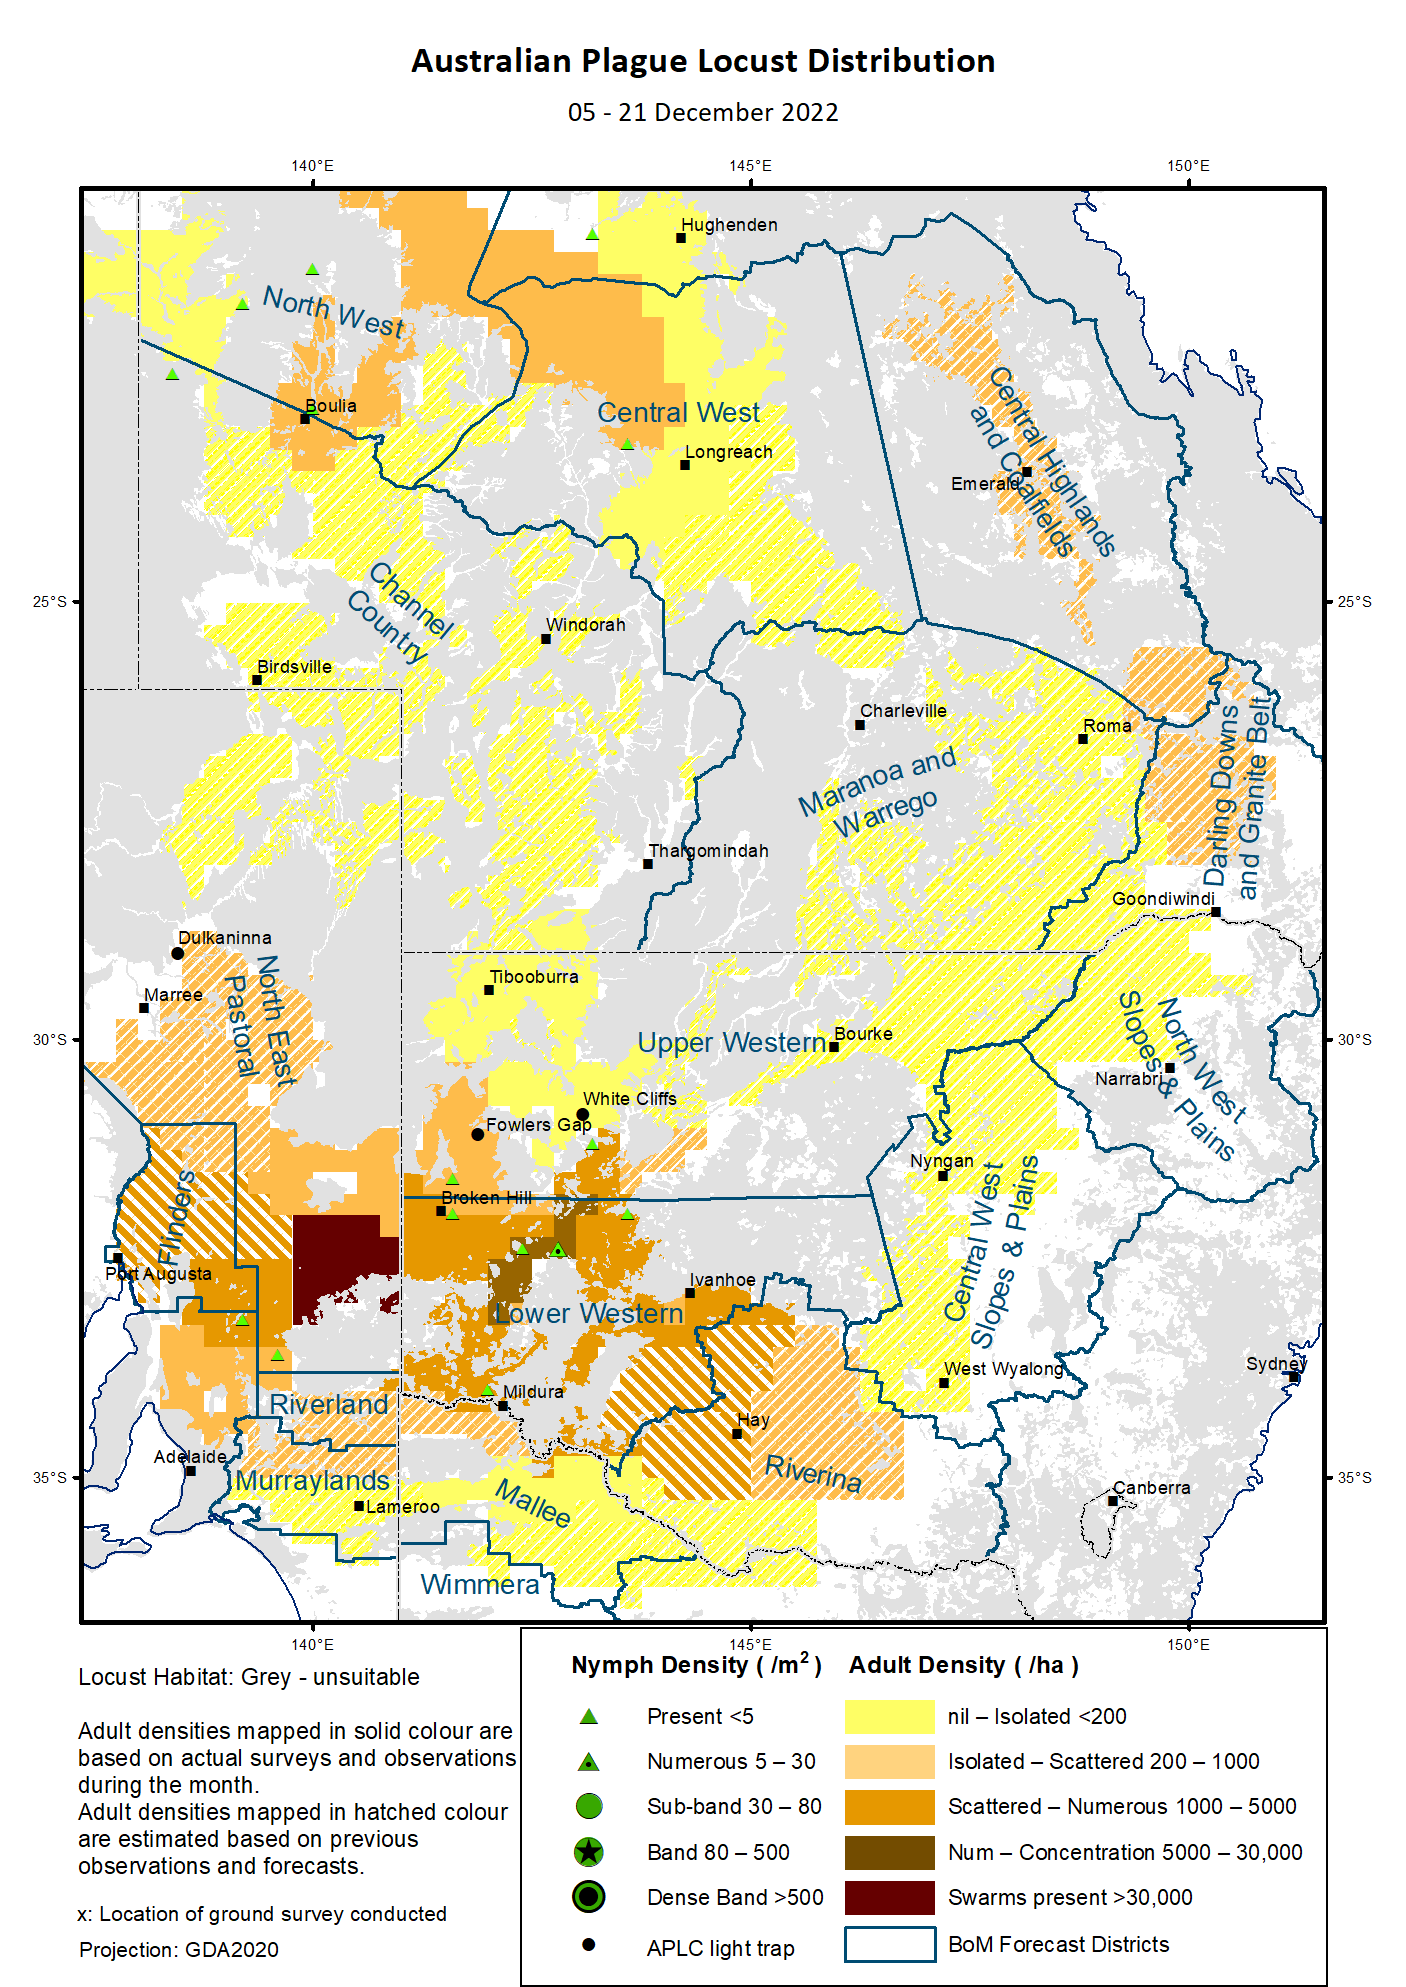 Australian Plague Locust Distribution
05 - 21 December 2022
140°E
145°E
150°E
Hughenden
North West
Boulia
Central West
Longreach
Central Highlands
and Coalfields
Emerald
25°S
25°S
Channel
Country
Windorah
Birdsville
Charleville
Roma
Maranoa and
Warrego
Darling Downs
and Granite Belt
Thargomindah
Goondiwindi
Dulkaninna
North East
Pastoral
Marree
Tibooburra
30°S
Upper Western
Bourke
30°S
North West
Slopes & Plains
Narrabri
White Cliffs
Fowlers Gap
Nyngan
Broken Hill
Flinders
Central West
Slopes & Plains
Port Augusta
Ivanhoe
Lower Western
Sydney
West Wyalong
Riverland
Mildura
Hay
Adelaide
35°S
Murraylands
Riverina
35°S
Lameroo
Mallee
Canberra
Wimmera
140°E
145°E
150°E
Locust Habitat: Grey - unsuitable
Adult densities mapped in solid colour are
based on actual surveys and observations
during the month.
Adult densities mapped in hatched colour
are estimated based on previous
observations and forecasts.
x: Location of ground survey conducted
Projection: GDA2020
Nymph Density ( /m² )
Present <5
Numerous 5 – 30
Sub-band 30 – 80
Band 80 – 500
Dense Band >500
APLC light trap
Adult Density ( /ha )
nil – Isolated <200
Isolated – Scattered 200 – 1000
Scattered – Numerous 1000 – 5000
Num – Concentration 5000 – 30,000
Swarms present >30,000
BoM Forecast Districts